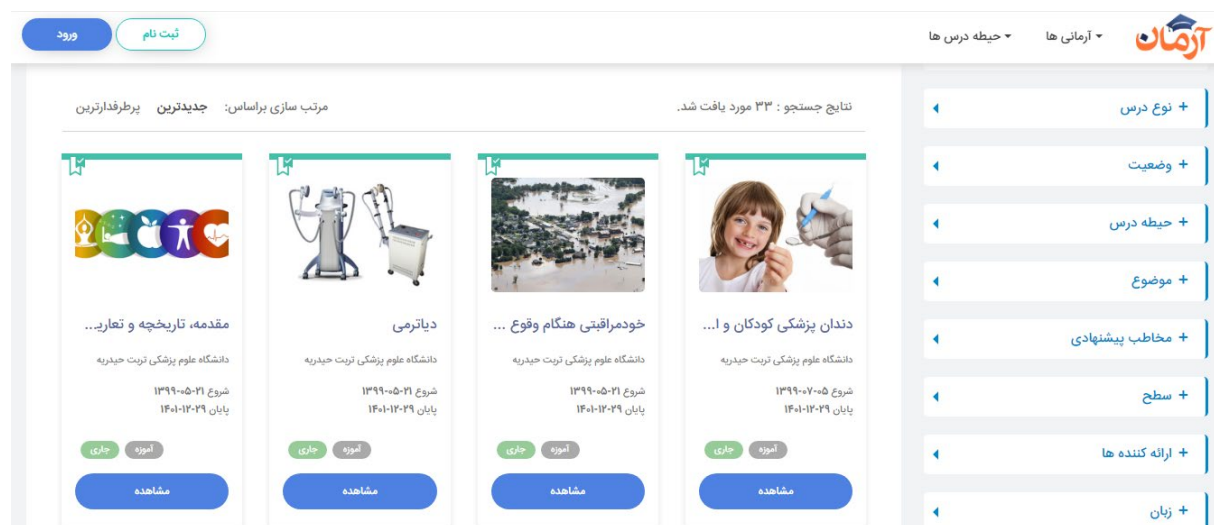 آرمان
آرمانی ها
حیطه درس ها
ثبت نام
ورود
+ نوع درس
+ وضعیت
+ حیطه درس
+ موضوع
+ مخاطب پیشنهادی
+ سطح
+ ارائه کننده ها
+ زبان
نتایج جستجو : ۳۳ مورد یافت شد.
مرتب سازی براساس: جدیدترین پرطرفدارترین
دندان پزشکی کودکان و ا...
دانشگاه علوم پزشکی تربت حیدریه
شروع ۰۵-۰۷-۱۳۹۹
پایان ۲۹-۱۲-۱۴۰۱
آموزه جاری
مشاهده
خودمراقبتی هنگام وقوع ...
دانشگاه علوم پزشکی تربت حیدریه
شروع ۲۱-۰۵-۱۳۹۹
پایان ۲۹-۱۲-۱۴۰۱
آموزه جاری
مشاهده
دیاترمی
دانشگاه علوم پزشکی تربت حیدریه
شروع ۲۱-۰۵-۱۳۹۹
پایان ۲۹-۱۲-۱۴۰۱
آموزه جاری
مشاهده
مقدمه، تاریخچه و تعاریـ...
دانشگاه علوم پزشکی تربت حیدریه
شروع ۲۱-۰۵-۱۳۹۹
پایان ۲۹-۱۲-۱۴۰۱
آموزه جاری
مشاهده